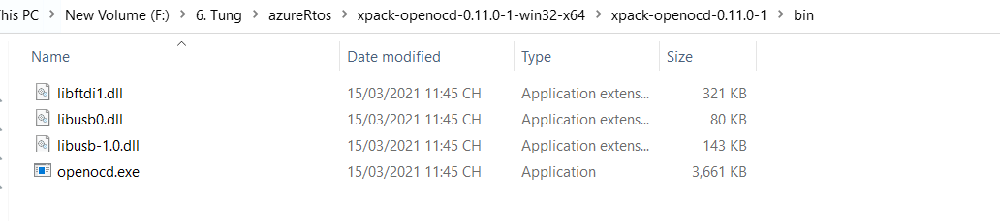 his PC > New Volume (F:) > 6. Tung > azureRtos > xpack-openocd-0.11.0-1-win32-x64 > xpack-openocd-0.11.0-1 > bin
Name Date modified Type Size
libftdi1.dll 15/03/2021 11:45 CH Application extens... 321 KB
libusb0.dll 15/03/2021 11:45 CH Application extens... 80 KB
libusb-1.0.dll 15/03/2021 11:45 CH Application extens... 143 KB
openocd.exe 15/03/2021 11:45 CH Application 3,661 KB